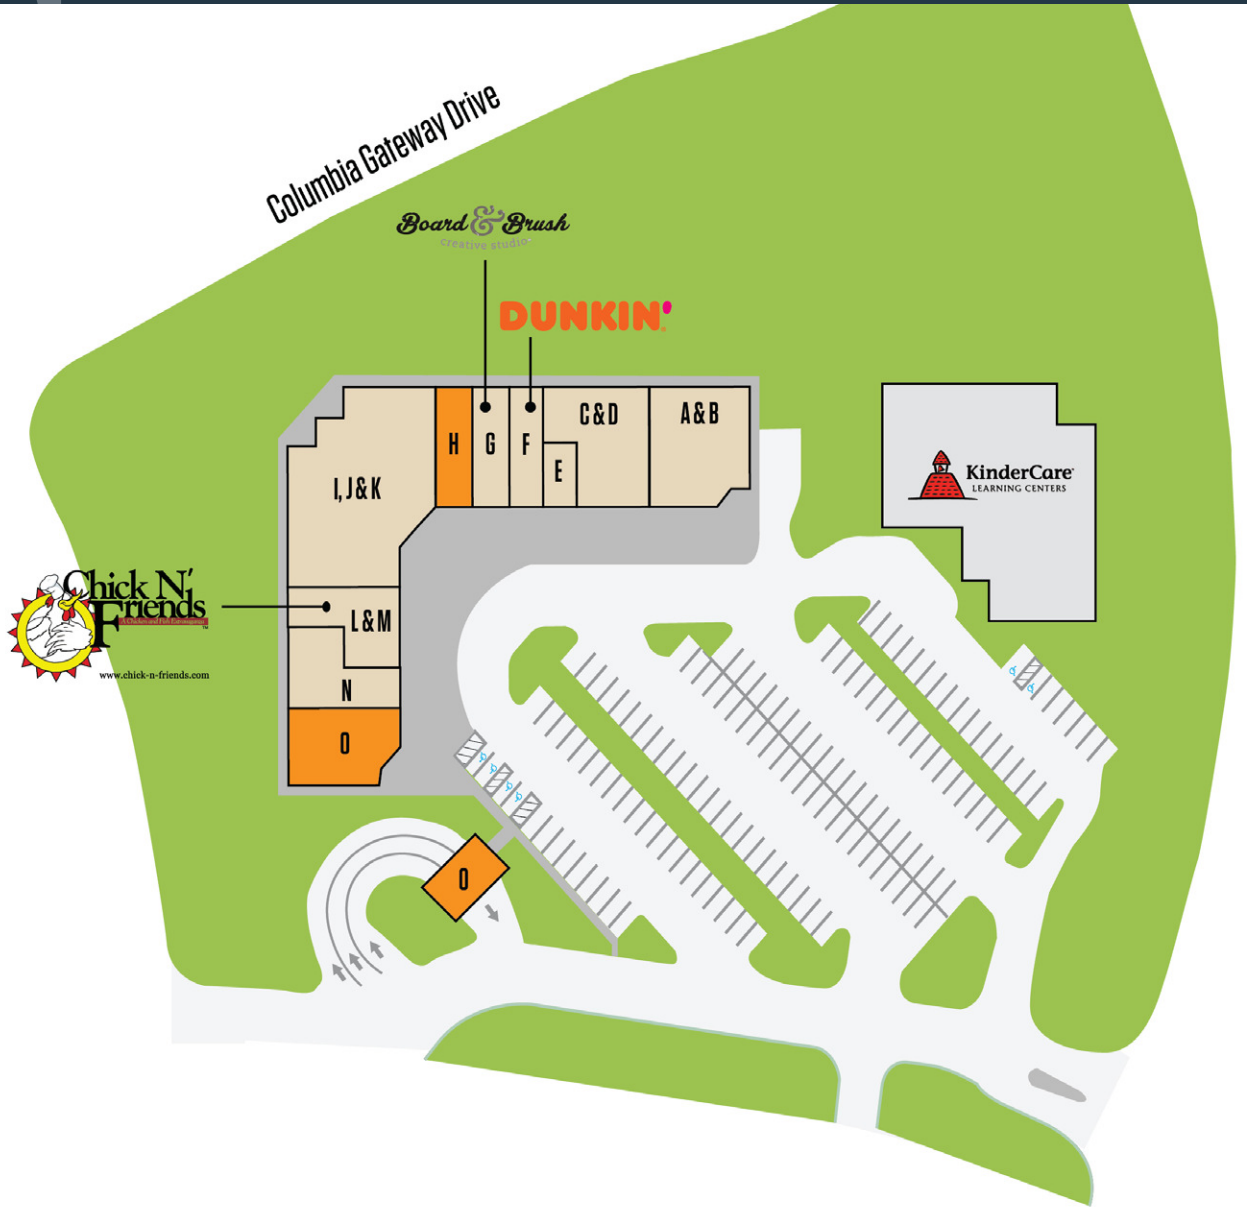 Columbia Gateway Drive
Board & Brush
creative studio
DUNKIN'
C&D
A&B
H
G
F
E
I, J&K
KinderCare
LEARNING CENTERS
Chick N'
Friends
L&M
www.chick-n-friends.com
N
O
O